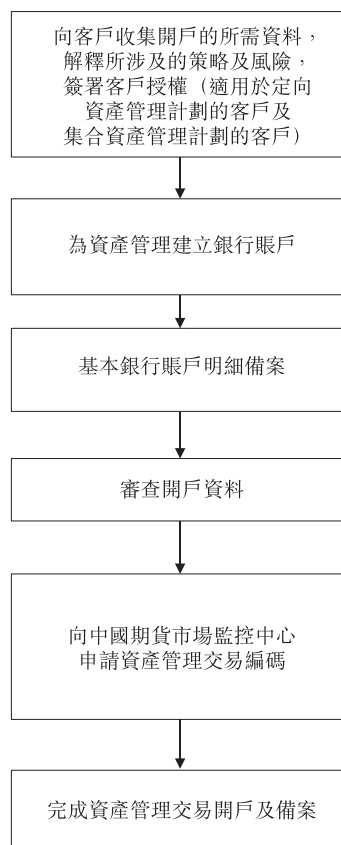 向客戶收集開戶的所需資料，
解釋所涉及的策略及風險，
簽署客戶授權（適用於定向
資產管理計劃的客戶及
集合資產管理計劃的客戶）
為資產管理建立銀行賬戶
基本銀行賬戶明細備案
審查開戶資料
向中國期貨市場監控中心
申請資產管理交易編碼
完成資產管理交易開戶及備案